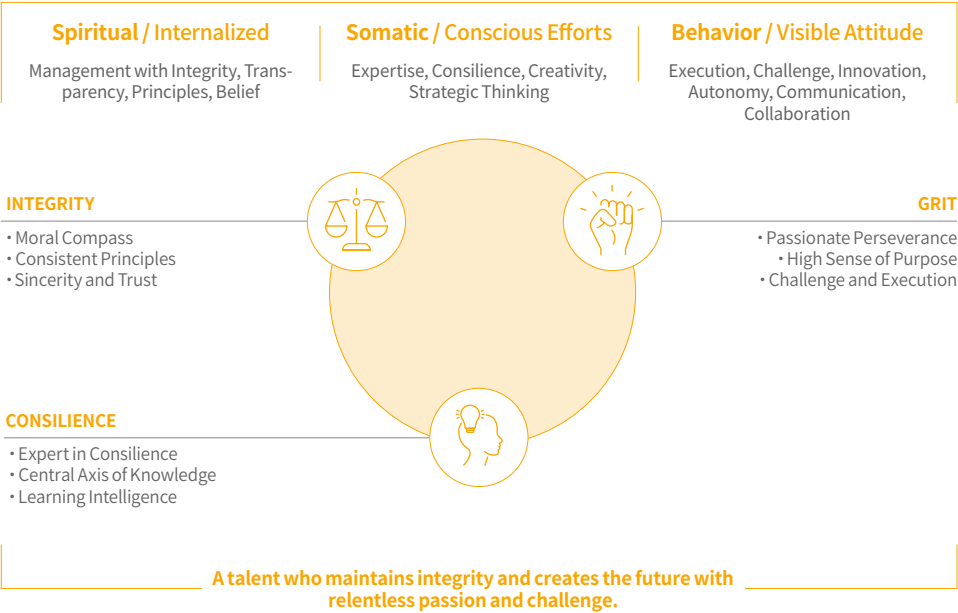 Spiritual / Internalized
Management with Integrity, Trans-
parency, Principles, Belief
Somatic / Conscious Efforts
Expertise, Consilience, Creativity,
Strategic Thinking
Behavior / Visible Attitude
Execution, Challenge, Innovation,
Autonomy, Communication,
Collaboration
INTEGRITY
• Moral Compass
• Consistent Principles
• Sincerity and Trust
GRIT
• Passionate Perseverance
• High Sense of Purpose
• Challenge and Execution
CONSILIENCE
• Expert in Consilience
• Central Axis of Knowledge
• Learning Intelligence
A talent who maintains integrity and creates the future with
relentless passion and challenge.